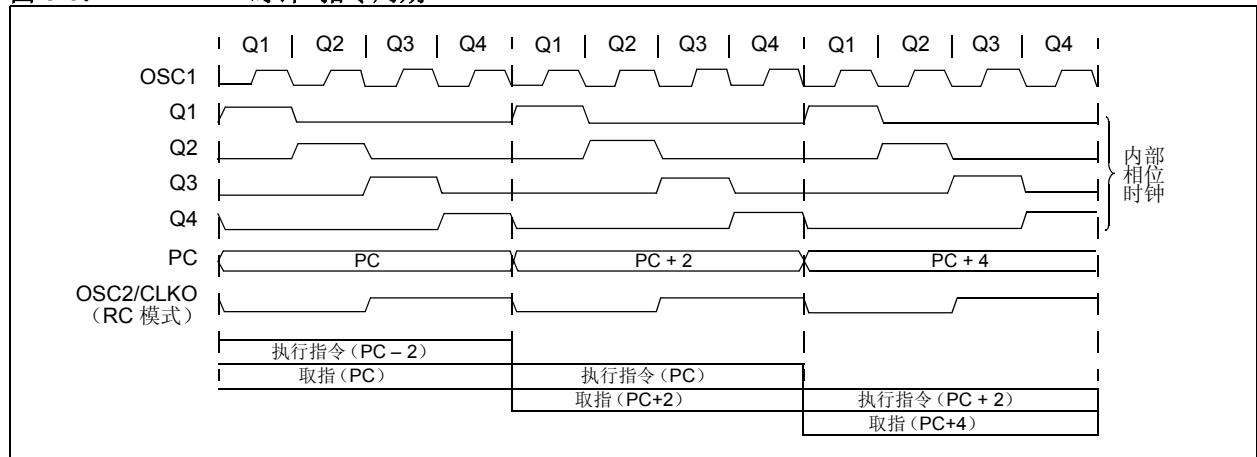 Q1 Q2 Q3 Q4 Q1 Q2 Q3 Q4 Q1 Q2 Q3 Q4
OSC1
Q1
Q2
Q3
Q4
内部
相位
时钟
PC PC PC + 2 PC + 4
OSC2/CLKO
（RC 模式）
执行指令（PC – 2）
取指（PC） 执行指令（PC）
取指（PC+2） 执行指令（PC + 2）
取指（PC+4）